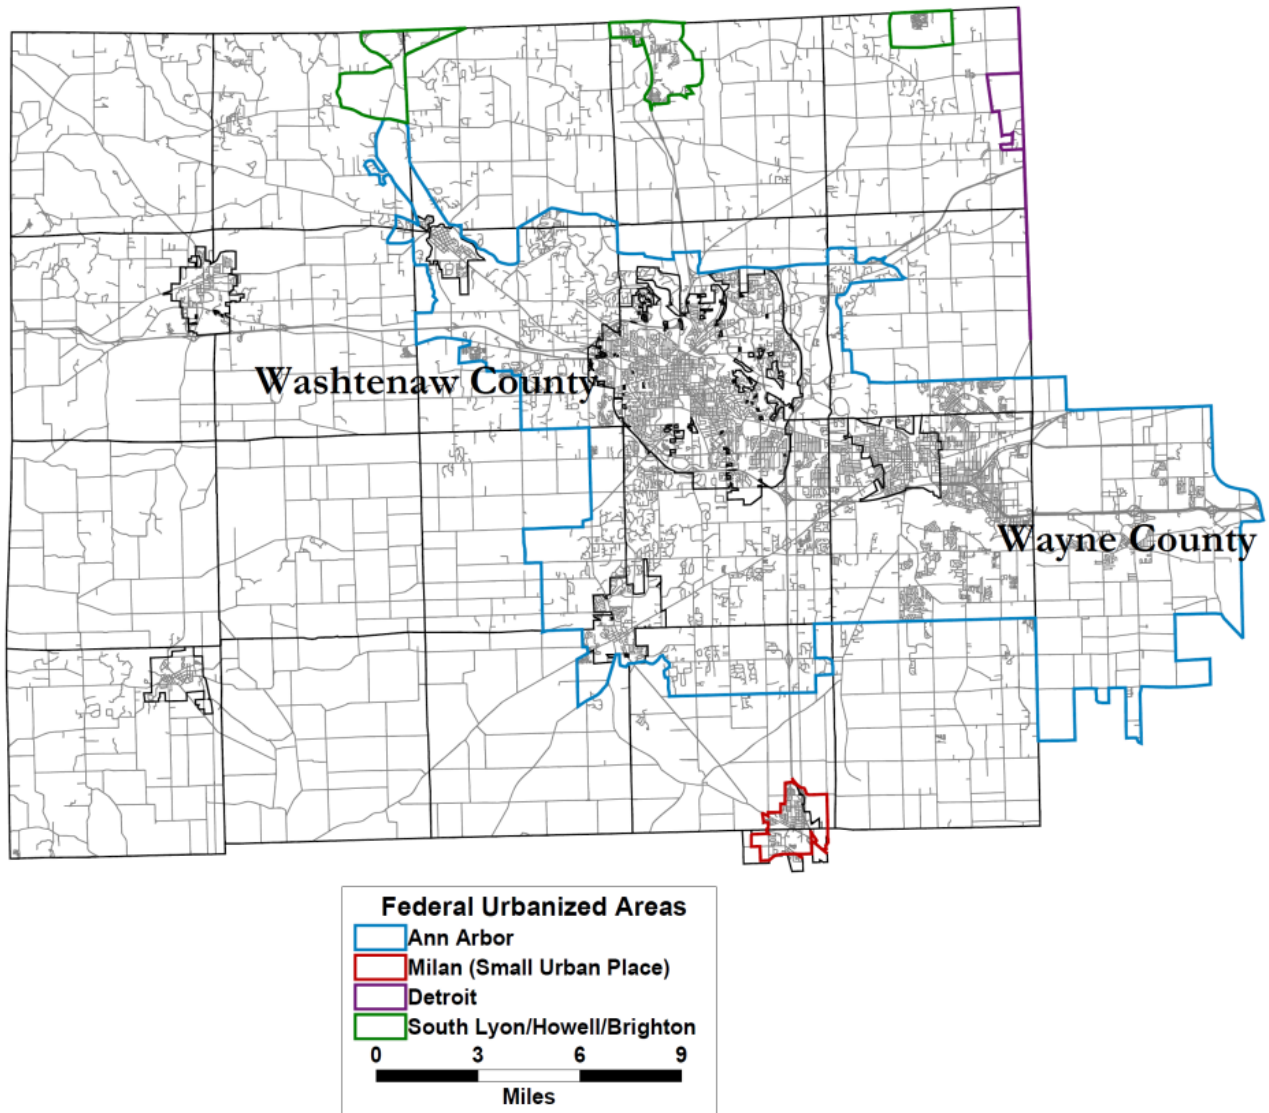 Washtenaw County
Wayne County
Federal Urbanized Areas
Ann Arbor
Milan (Small Urban Place)
Detroit
South Lyon/Howell/Brighton
0 3 6 9
Miles